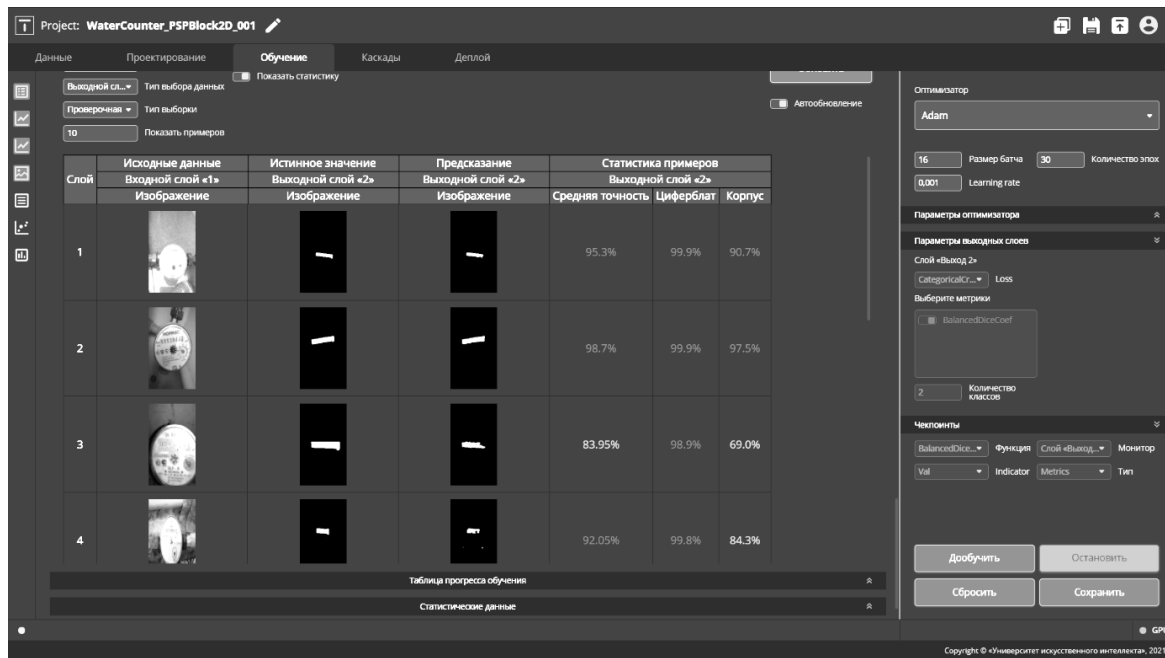 Project: WaterCounter_PSPBlock2D_001
Данные Проектирование Обучение Каскады Деплой
Выходной сл... Тип выбора данных
Показать статистику
Проверочная Тип выборки
Автообновление
10 Показать примеров
Слой
Исходные данные Истинное значение Предсказание Статистика примеров
Входной слой «1» Выходной слой «2» Выходной слой «2» Выходной слой «2»
Изображение Изображение Изображение Средняя точность Циферблат Корпус
1 95.3% 99.9% 90.7%
2 98.7% 99.9% 97.5%
3 83.95% 98.9% 69.0%
4 92.05% 99.8% 84.3%
Таблица прогресса обучения
Статистические данные
Оптимизатор
Adam
16 Размер батча 30 Количество эпох
0,001 Learning rate
Параметры оптимизатора
Параметры выходных слоев
Слой «Выход 2»
CategoricalCr... Loss
Выберите метрики
BalancedDiceCoef
2 Количество
классов
Чекпоинты
BalancedDice... Функция Слой «Выход... Монитор
Val Indicator Metrics Тип
Дообучить Остановить
Сбросить Сохранить
GPU
Copyright © «Университет искусственного интеллекта», 2021